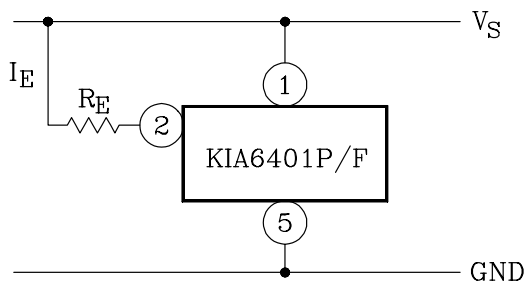 V_S
I_E
R_E
1
2
KIA6401P/F
5
GND